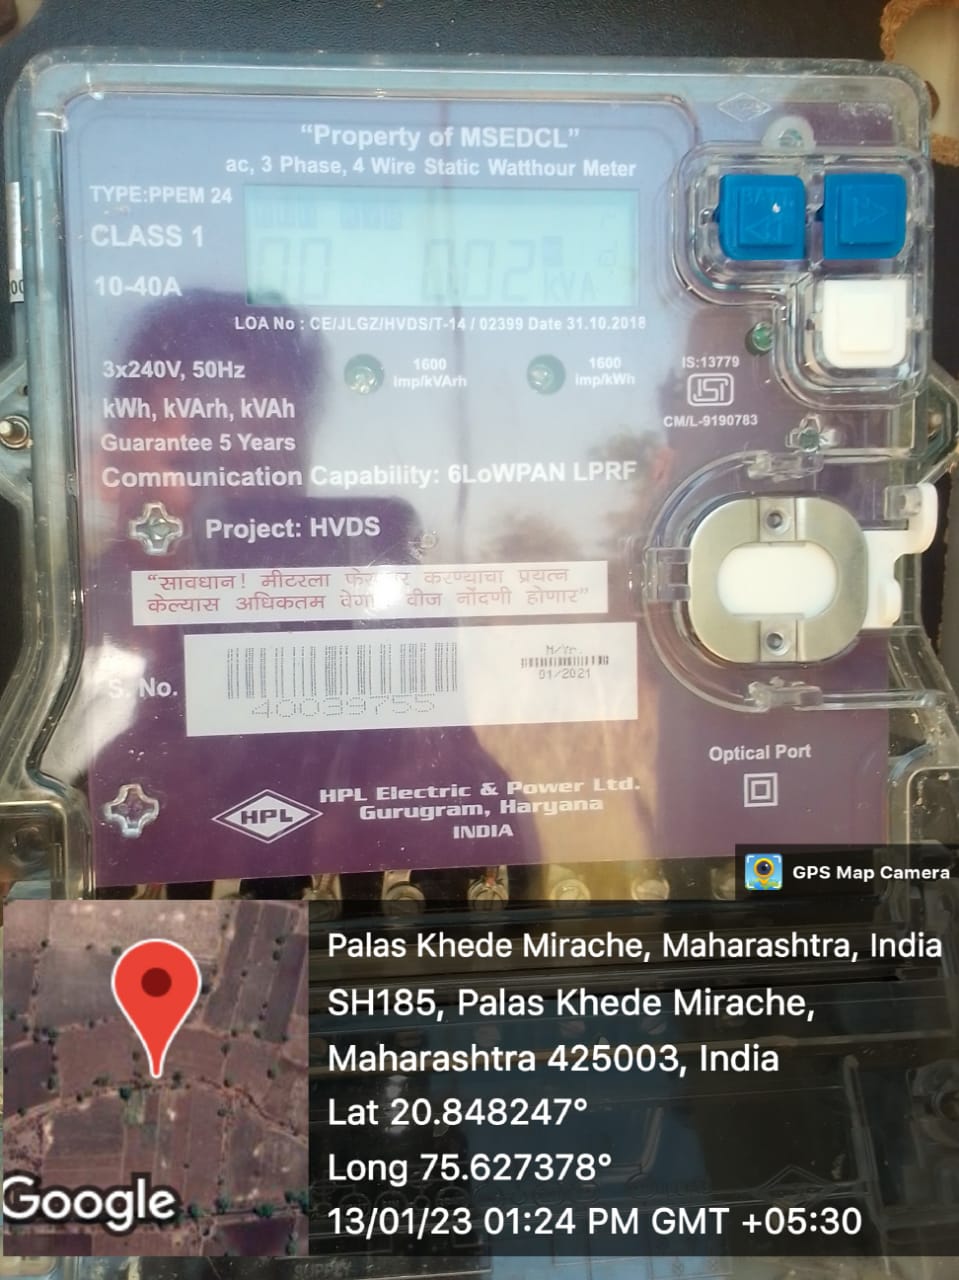 “Property of MSEDCL”
ac, 3 Phase, 4 Wire Static Watthour Meter
TYPE:PPEM 24
CLASS 1
10-40A
LOA No : CE/JLGZ/HVDS/T-14 / 02399 Date 31.10.2018
3x240V, 50Hz
1600
imp/kVArh
1600
imp/kWh
IS:13779
ISI
CM/L-9190783
kWh, kVArh, kVAh
Guarantee 5 Years
Communication Capability: 6LoWPAN LPRF
Project: HVDS
“सावधान! मीटरला प्रयत्न करण्याचा
केल्यास अधिकतम वीज नोंदणी होणार”
S. No.
40039755
M/Yr.
01/2021
Optical Port
HPL
HPL Electric & Power Ltd.
Gurugram, Haryana
INDIA
GPS Map Camera
Palas Khede Mirache, Maharashtra, India
SH185, Palas Khede Mirache,
Maharashtra 425003, India
Lat 20.848247°
Long 75.627378°
13/01/23 01:24 PM GMT +05:30
Google